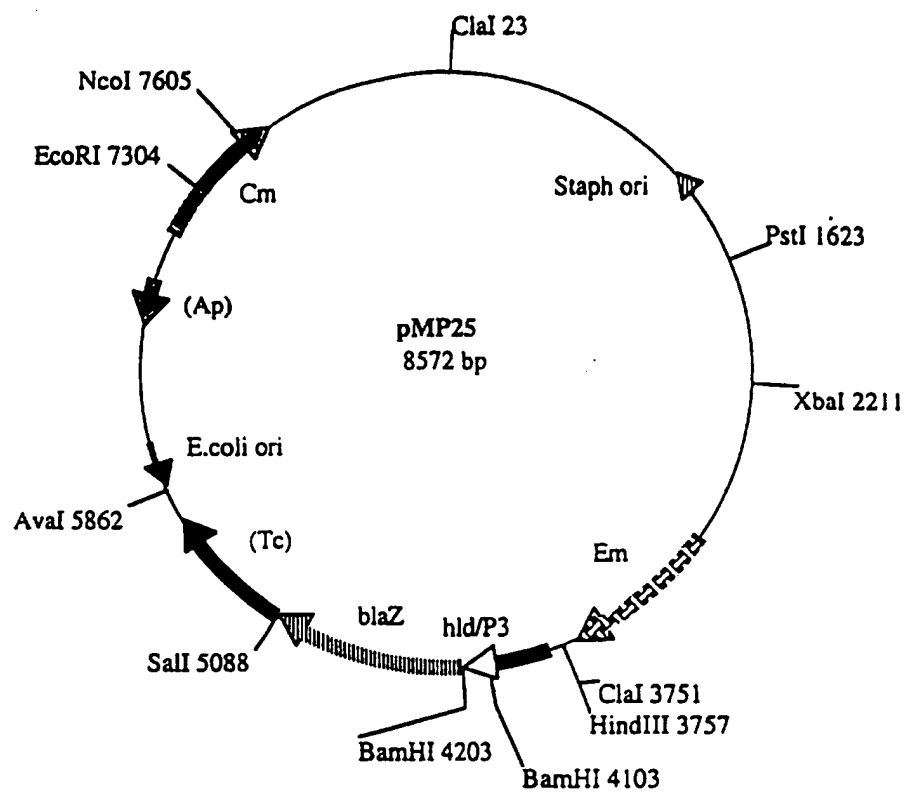 ClaI 23
NcoI 7605
EcoRI 7304
Cm
Staph ori
PstI 1623
(Ap)
pMP25
8572 bp
XbaI 2211
E.coli ori
AvaI 5862
(Tc)
Em
blaZ
hld/P3
SalI 5088
ClaI 3751
HindIII 3757
BamHI 4203
BamHI 4103